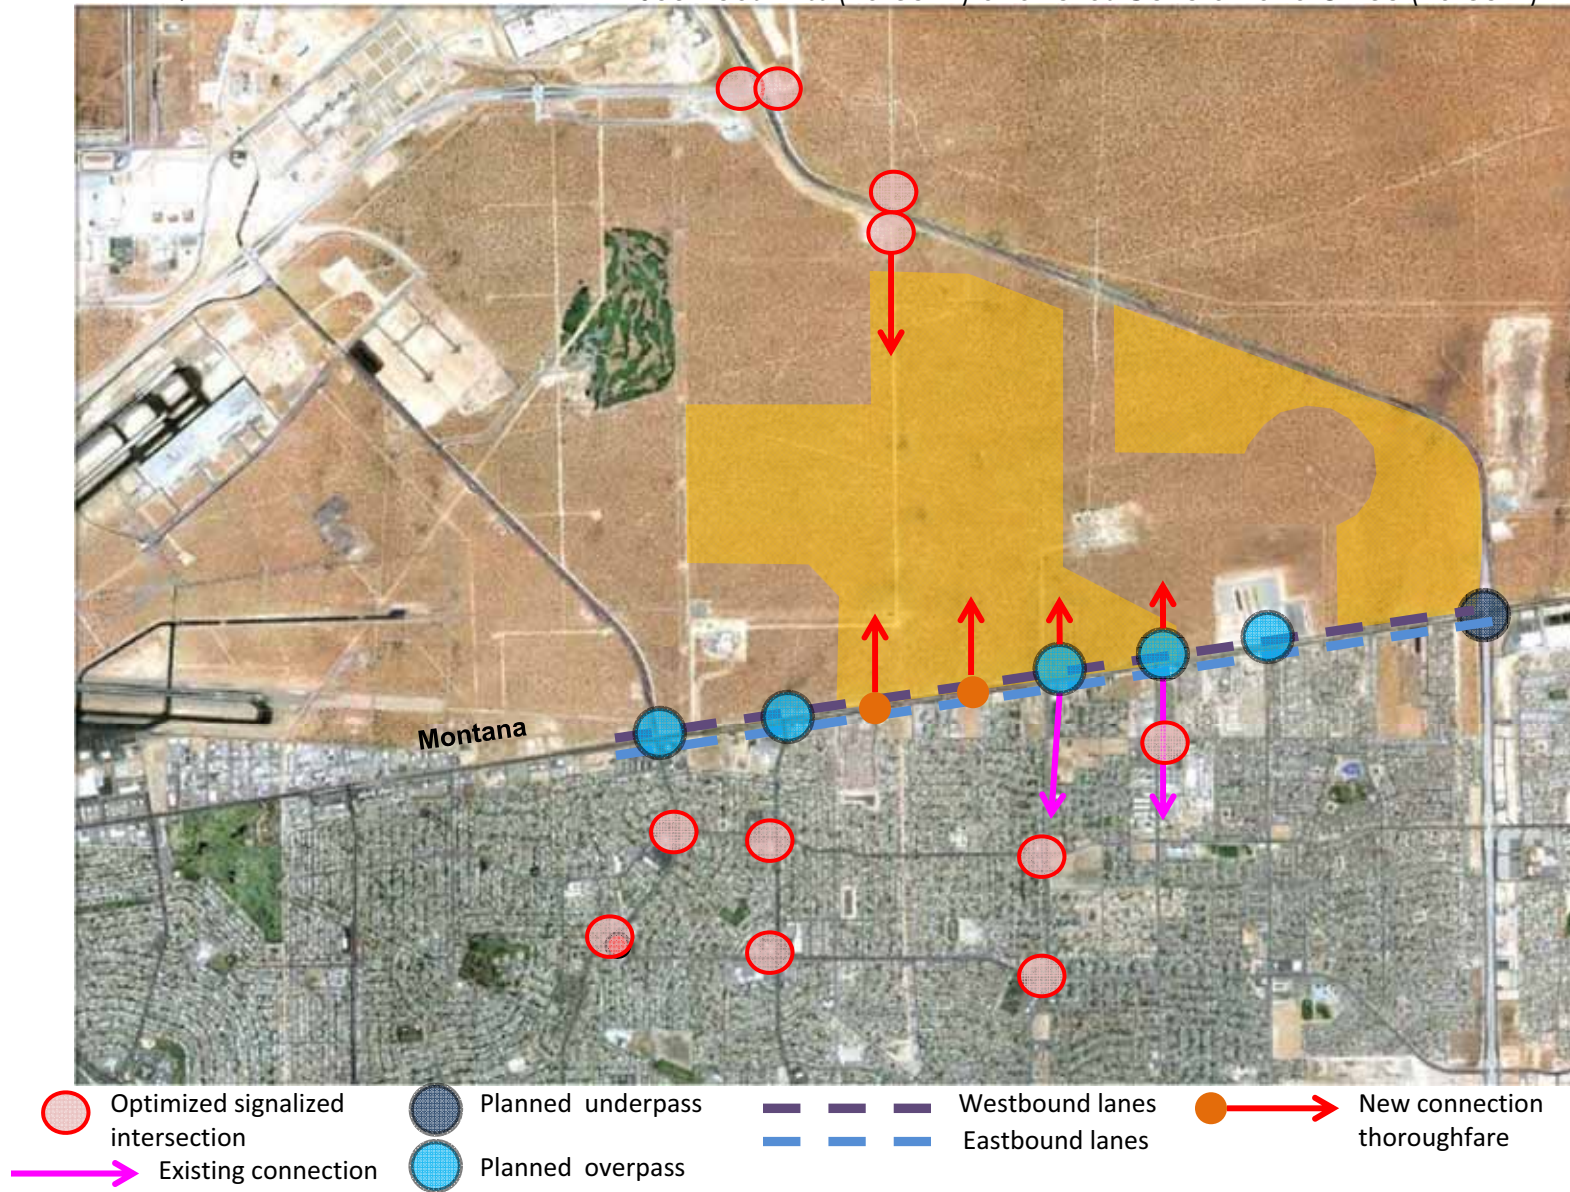 Montana
Optimized signalized
intersection
Existing connection
Planned underpass
Planned overpass
Westbound lanes
Eastbound lanes
New connection
thoroughfare